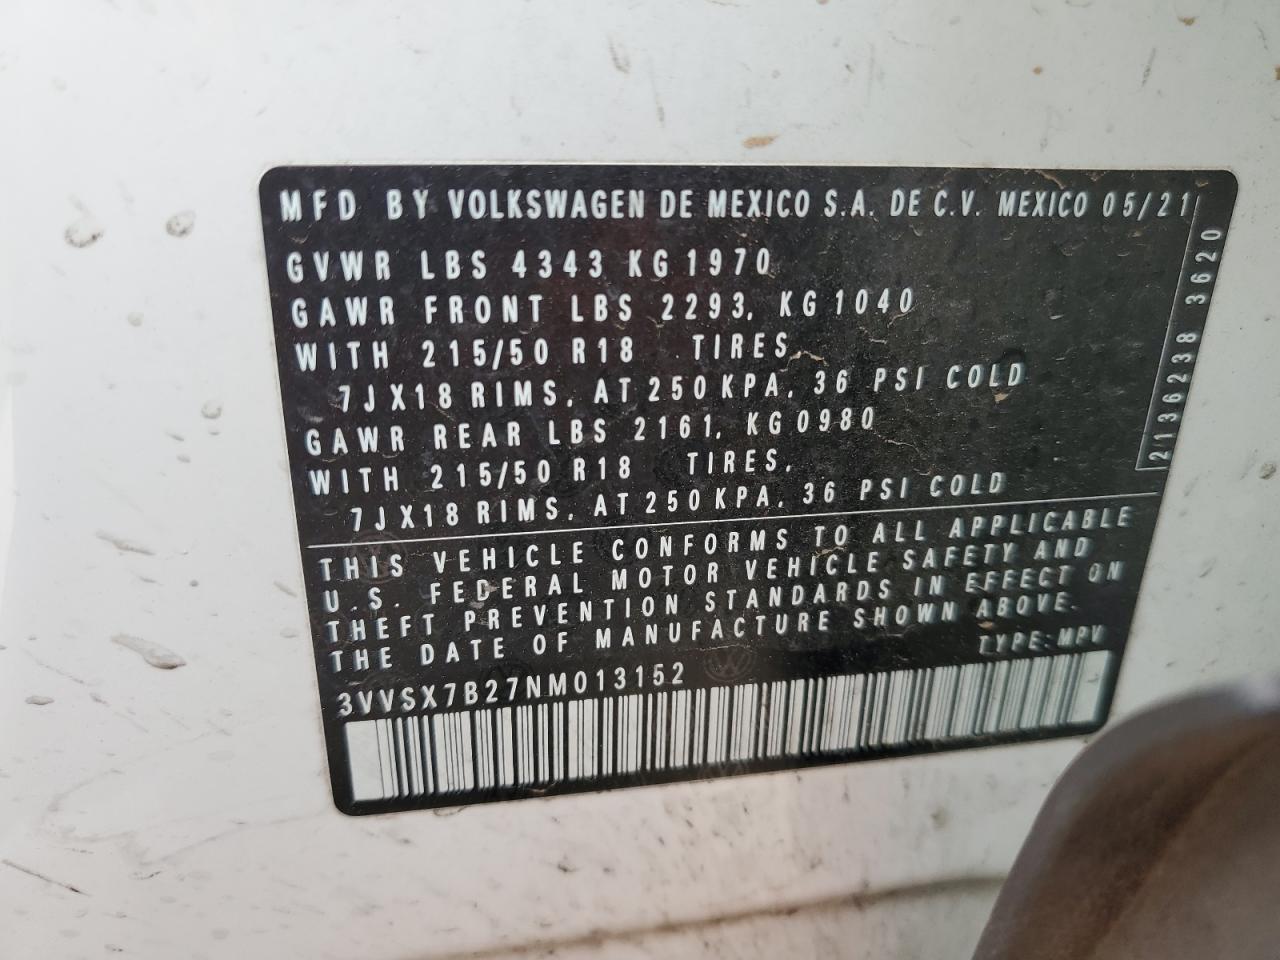 MFD BY VOLKSWAGEN DE MEXICO S.A. DE C.V. MEXICO 05/21
GVWR LBS 4343 KG 1970
GAWR FRONT LBS 2293, KG 1040
WITH 215/50 R18 TIRES,
7JX18 RIMS, AT 250 KPA, 36 PSI COLD
GAWR REAR LBS 2161, KG 0980
WITH 215/50 R18 TIRES,
7JX18 RIMS, AT 250 KPA, 36 PSI COLD
2136238 3620
THIS VEHICLE CONFORMS TO ALL APPLICABLE
U.S. FEDERAL MOTOR VEHICLE SAFETY AND
THEFT PREVENTION STANDARDS IN EFFECT ON
THE DATE OF MANUFACTURE SHOWN ABOVE.
TYPE: MPV
3VVSX7B27NM013152